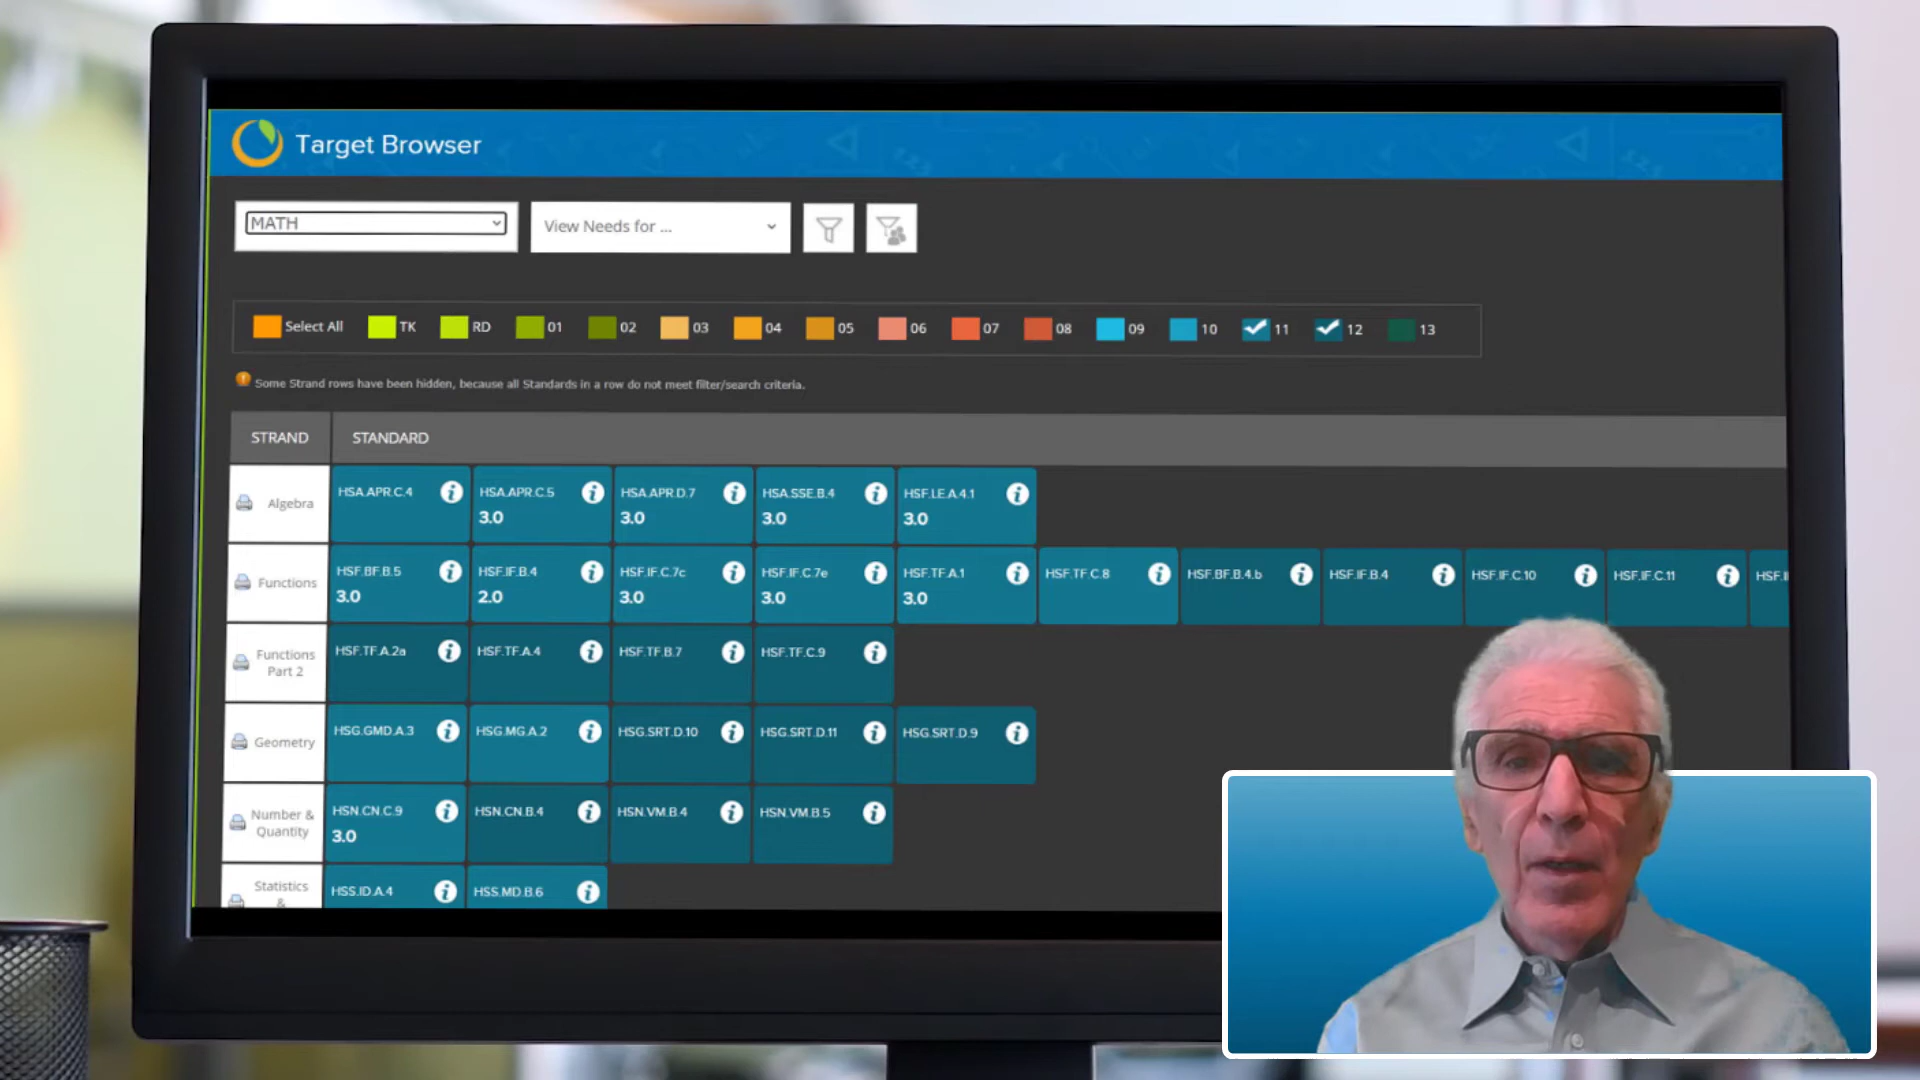 Target Browser
MATH
View Needs for ...
Select All TK RD 01 02 03 04 05 06 07 08 09 10 11 12 13
Some Strand rows have been hidden, because all Standards in a row do not meet filter/search criteria.
STRAND STANDARD
Algebra
HSA.APR.C.4
HSA.APR.C.5
3.0
HSA.APR.D.7
3.0
HSA.SSE.B.4
3.0
HSF.LE.A.4.1
3.0
Functions
HSF.BF.B.5
3.0
HSF.IF.B.4
2.0
HSF.IF.C.7c
3.0
HSF.IF.C.7e
3.0
HSF.TF.A.1
3.0
HSF.TF.C.8
HSF.BF.B.4.b
HSF.IF.B.4
HSF.IF.C.10
HSF.IF.C.11
Functions
Part 2
HSF.TF.A.2a
HSF.TF.A.4
HSF.TF.B.7
HSF.TF.C.9
Geometry
HSG.GMD.A.3
HSG.MG.A.2
HSG.SRT.D.10
HSG.SRT.D.11
HSG.SRT.D.9
Number &
Quantity
HSN.CN.C.9
3.0
HSN.CN.B.4
HSN.VM.B.4
HSN.VM.B.5
Statistics
&
HSS.ID.A.4
HSS.MD.B.6